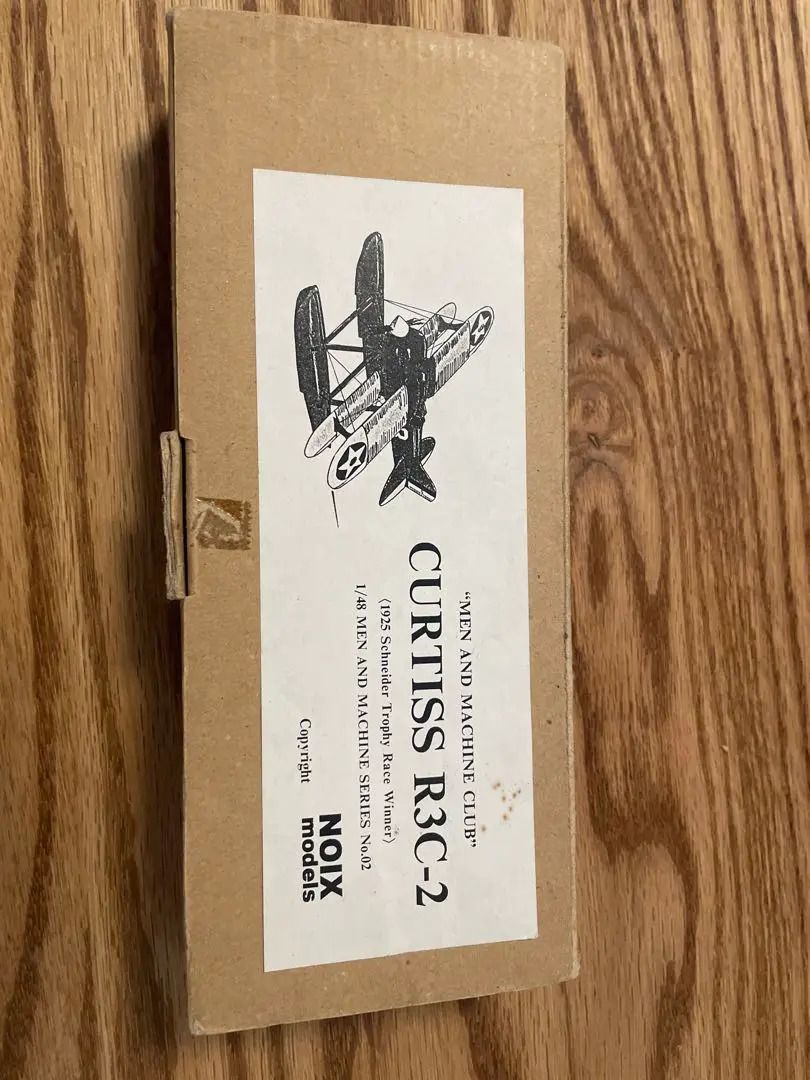 “MEN AND MACHINE CLUB”
CURTISS R3C-2
(1925 Schneider Trophy Race Winner)
1/48 MEN AND MACHINE SERIES No.02
Copyright NOIX
models